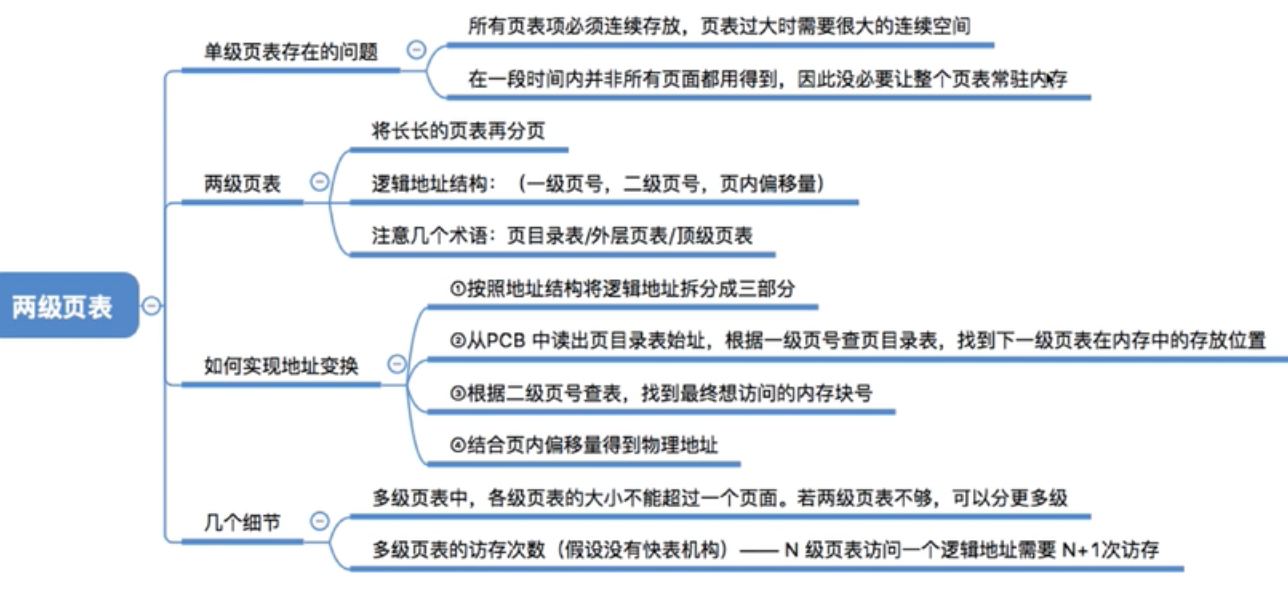 两级页表
单级页表存在的问题
所有页表项必须连续存放，页表过大时需要很大的连续空间
在一段时间内并非所有页面都用得到，因此没必要让整个页表常驻内存
两级页表
将长长的页表再分页
逻辑地址结构：（一级页号，二级页号，页内偏移量）
注意几个术语：页目录表/外层页表/顶级页表
如何实现地址变换
①按照地址结构将逻辑地址拆分成三部分
②从PCB 中读出页目录表始址，根据一级页号查页目录表，找到下一级页表在内存中的存放位置
③根据二级页号查表，找到最终想访问的内存块号
④结合页内偏移量得到物理地址
几个细节
多级页表中，各级页表的大小不能超过一个页面。若两级页表不够，可以分更多级
多级页表的访存次数（假设没有快表机构）—— N 级页表访问一个逻辑地址需要 N+1次访存